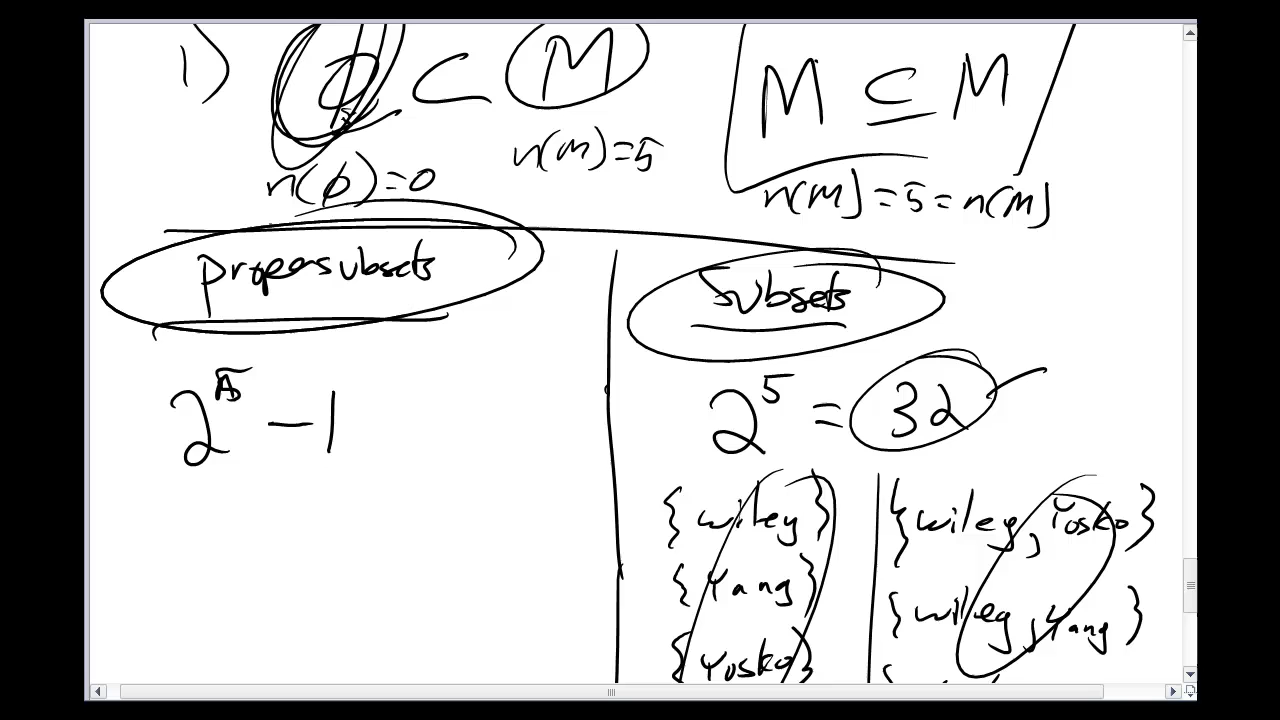 1) ∅ ⊂ M
M ⊆ M
n(M)=5
n(ϕ)=0
n(M)=5=n(M)
proper subsets
subsets
2^5 - 1
2^5 = 32
{wiley} {wiley, Yosko}
{Yang} {wiley, Yang}
{Yosko}